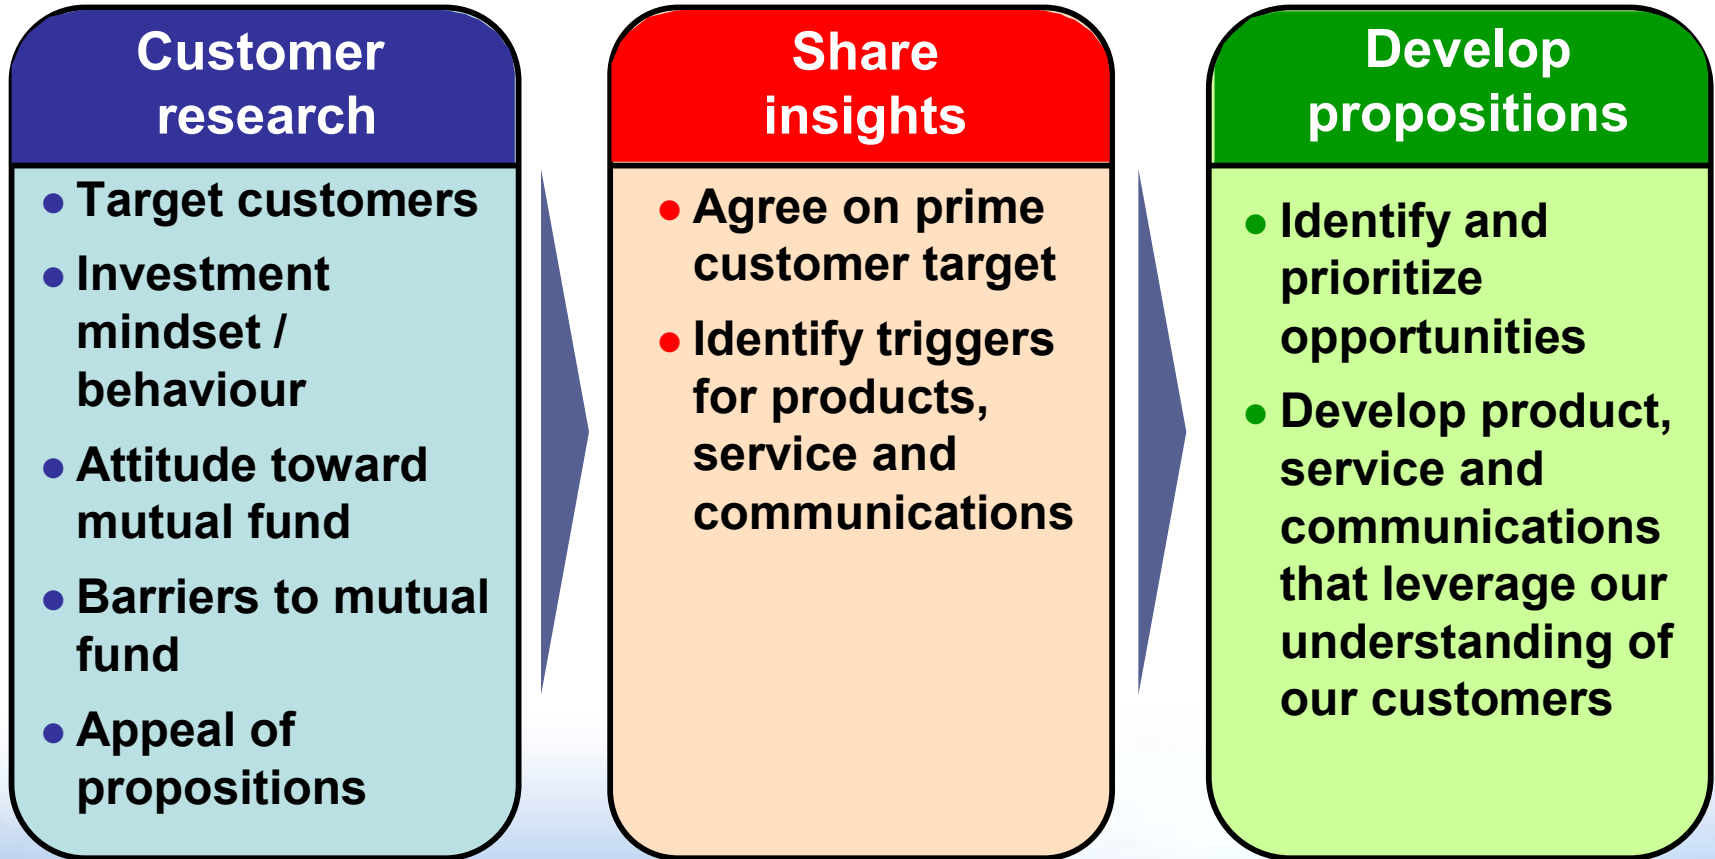 Customer
research
● Target customers
● Investment
mindset /
behaviour
● Attitude toward
mutual fund
● Barriers to mutual
fund
● Appeal of
propositions
Share
insights
● Agree on prime
customer target
● Identify triggers
for products,
service and
communications
Develop
propositions
● Identify and
prioritize
opportunities
● Develop product,
service and
communications
that leverage our
understanding of
our customers